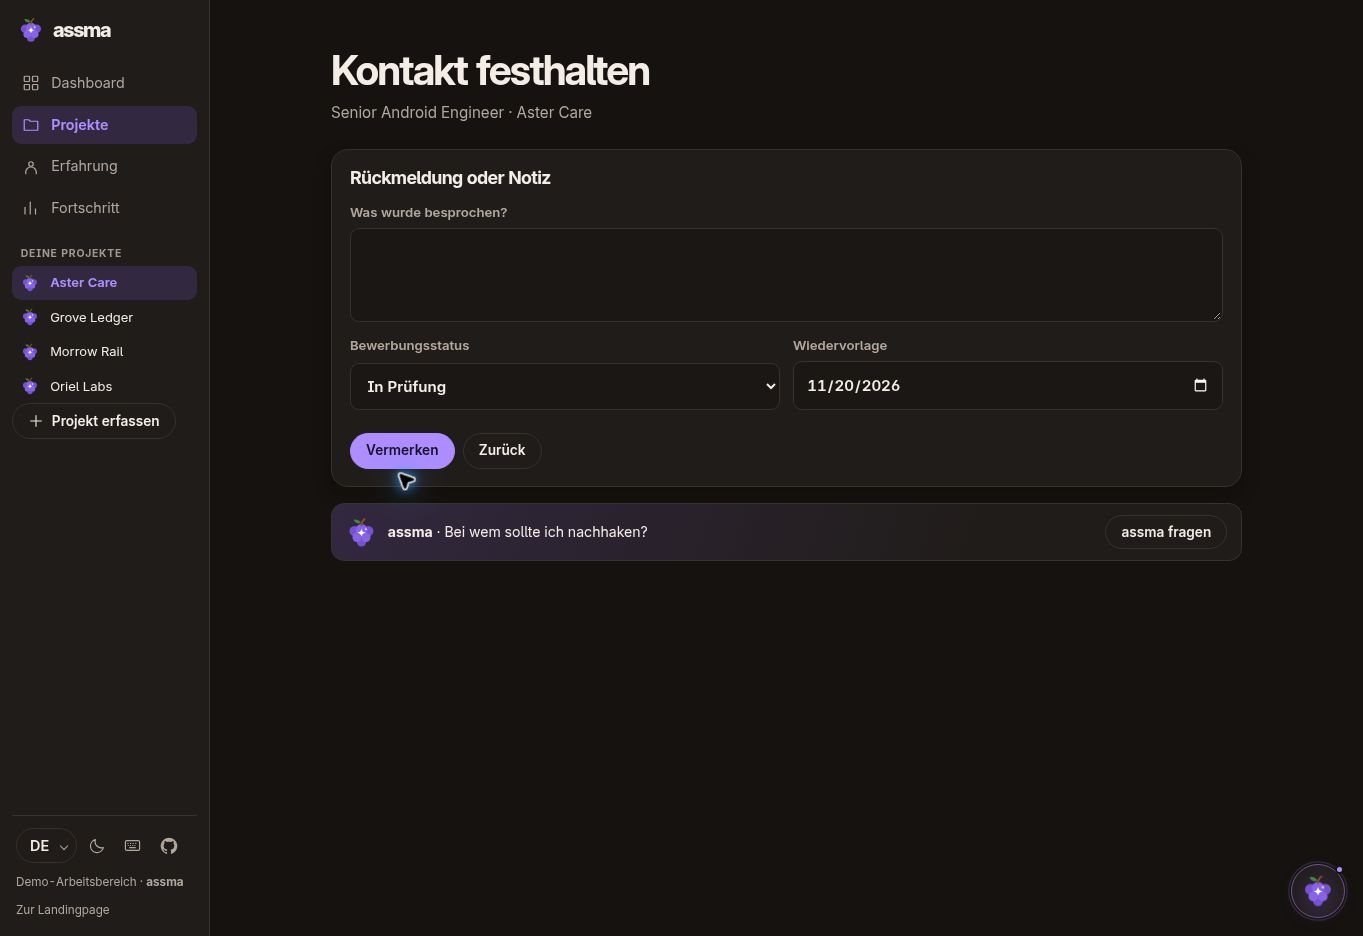 assma
Dashboard
Projekte
Erfahrung
Fortschritt
DEINE PROJEKTE
Aster Care
Grove Ledger
Morrow Rail
Oriel Labs
Projekt erfassen
DE
Demo-Arbeitsbereich · assma
Zur Landingpage
Kontakt festhalten
Senior Android Engineer · Aster Care
Rückmeldung oder Notiz
Was wurde besprochen?
Bewerbungsstatus
In Prüfung
Wiedervorlage
11/20/2026
Vermerken
Zurück
assma · Bei wem sollte ich nachhaken?
assma fragen